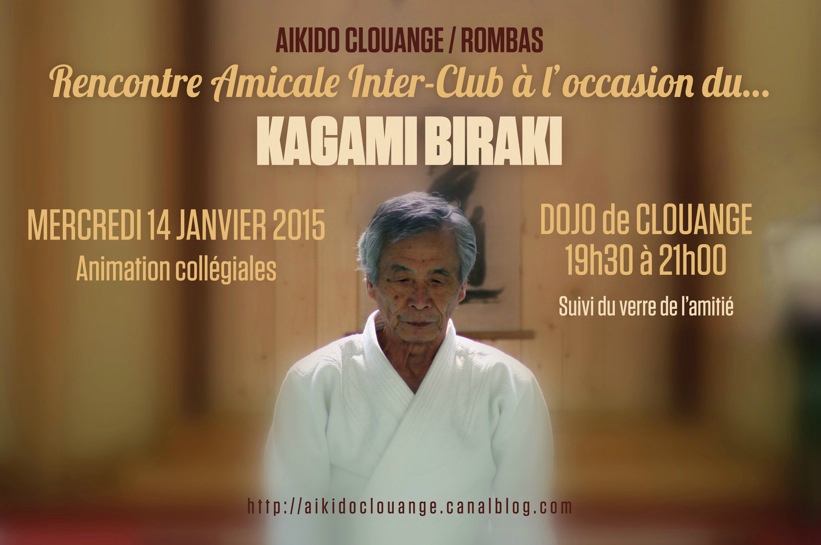 AIKIDO CLOUANGE / ROMBAS
Rencontre Amicale Inter-Club à l'occasion du...
KAGAMI BIRAKI
MERCREDI 14 JANVIER 2015
Animation collégiales
DOJO de CLOUANGE
19h30 à 21h00
Suivi du verre de l'amitié
http://aikidoclouange.canalblog.com